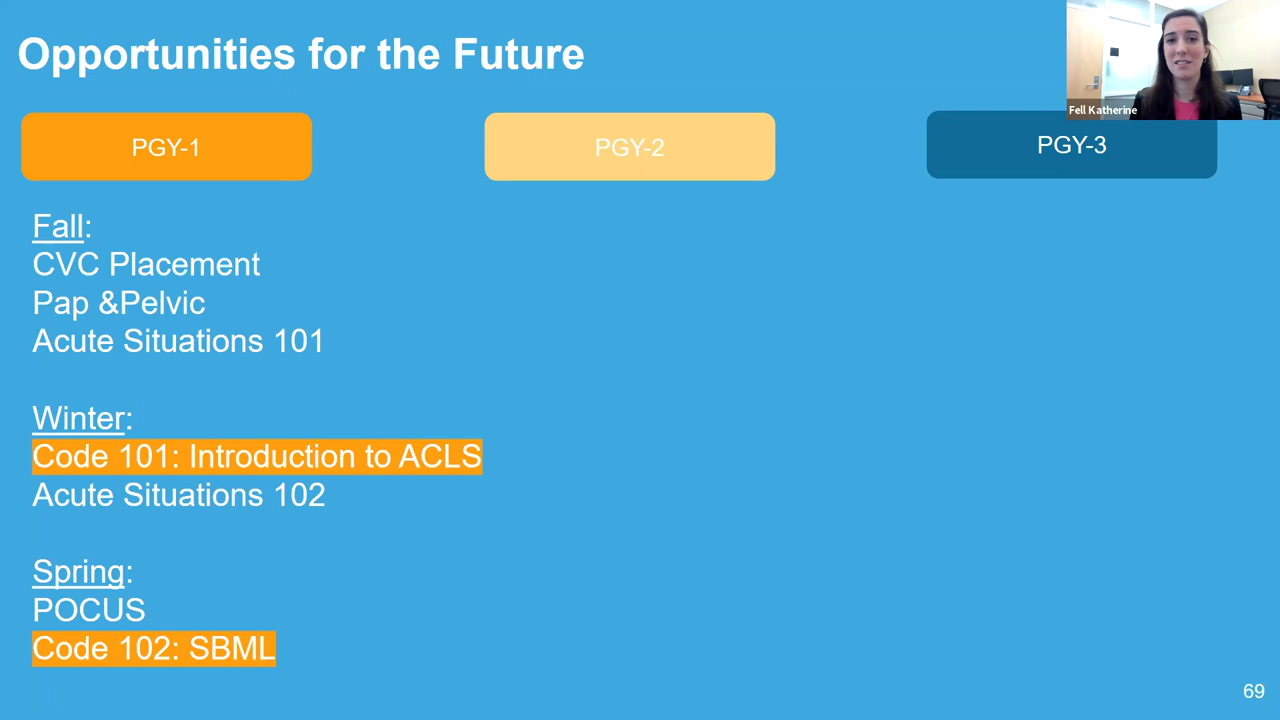 Opportunities for the Future
Fell Katherine
PGY-1
PGY-2
PGY-3
Fall:
CVC Placement
Pap &Pelvic
Acute Situations 101
Winter:
Code 101: Introduction to ACLS
Acute Situations 102
Spring:
POCUS
Code 102: SBML
69